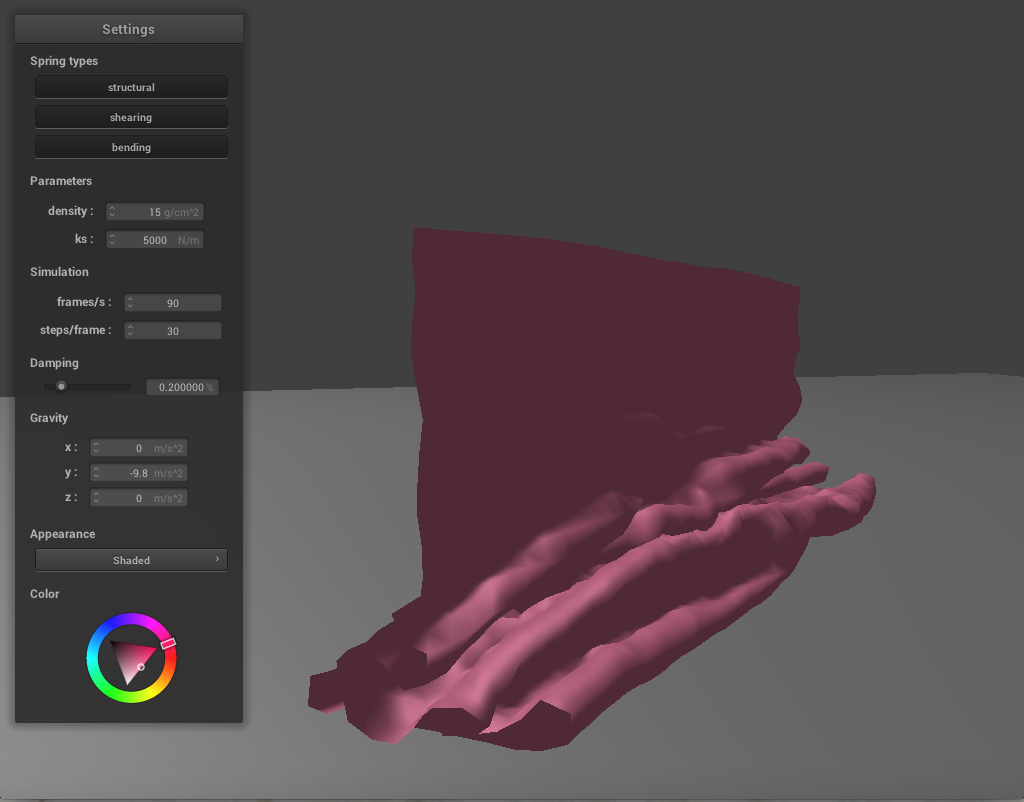 Settings
Spring types
structural
shearing
bending
Parameters
density : 15 g/cm^2
ks : 5000 N/m
Simulation
frames/s : 90
steps/frame : 30
Damping
0.200000 %
Gravity
x : 0 m/s^2
y : -9.8 m/s^2
z : 0 m/s^2
Appearance
Shaded
Color